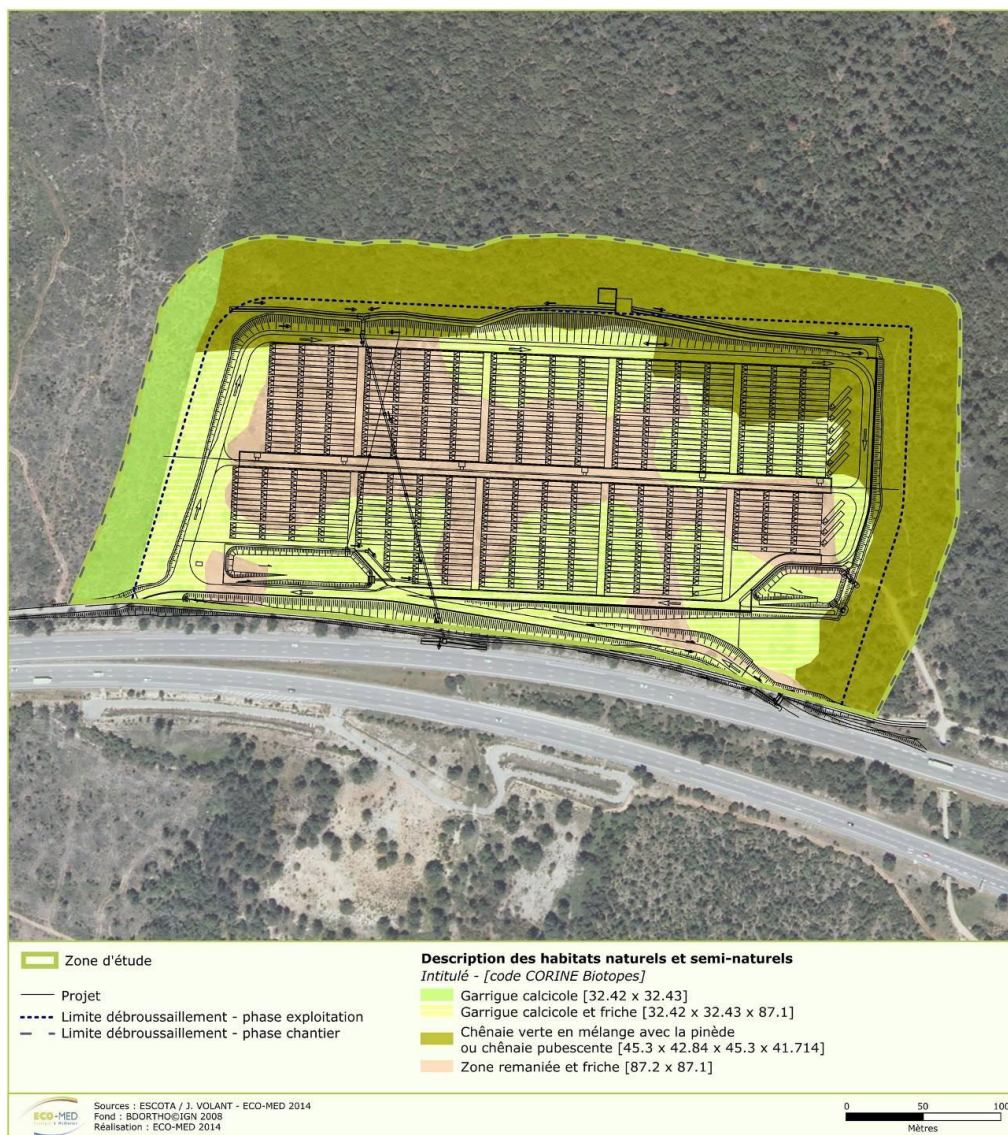 Zone d'étude
Projet
Limite débroussaillement - phase exploitation
Limite débroussaillement - phase chantier
Description des habitats naturels et semi-naturels
Intitulé - [code CORINE Biotopes]
Garrigue calcicole [32.42 x 32.43]
Garrigue calcicole et friche [32.42 x 32.43 x 87.1]
Chênaie verte en mélange avec la pinède
ou chênaie pubescente [45.3 x 42.84 x 45.3 x 41.714]
Zone remaniée et friche [87.2 x 87.1]
ECO-MED
Sources : ESCOTA / J. VOLANT - ECO-MED 2014
Fond : BDORTHO©IGN 2008
Réalisation : ECO-MED 2014
0 50 100
Mètres